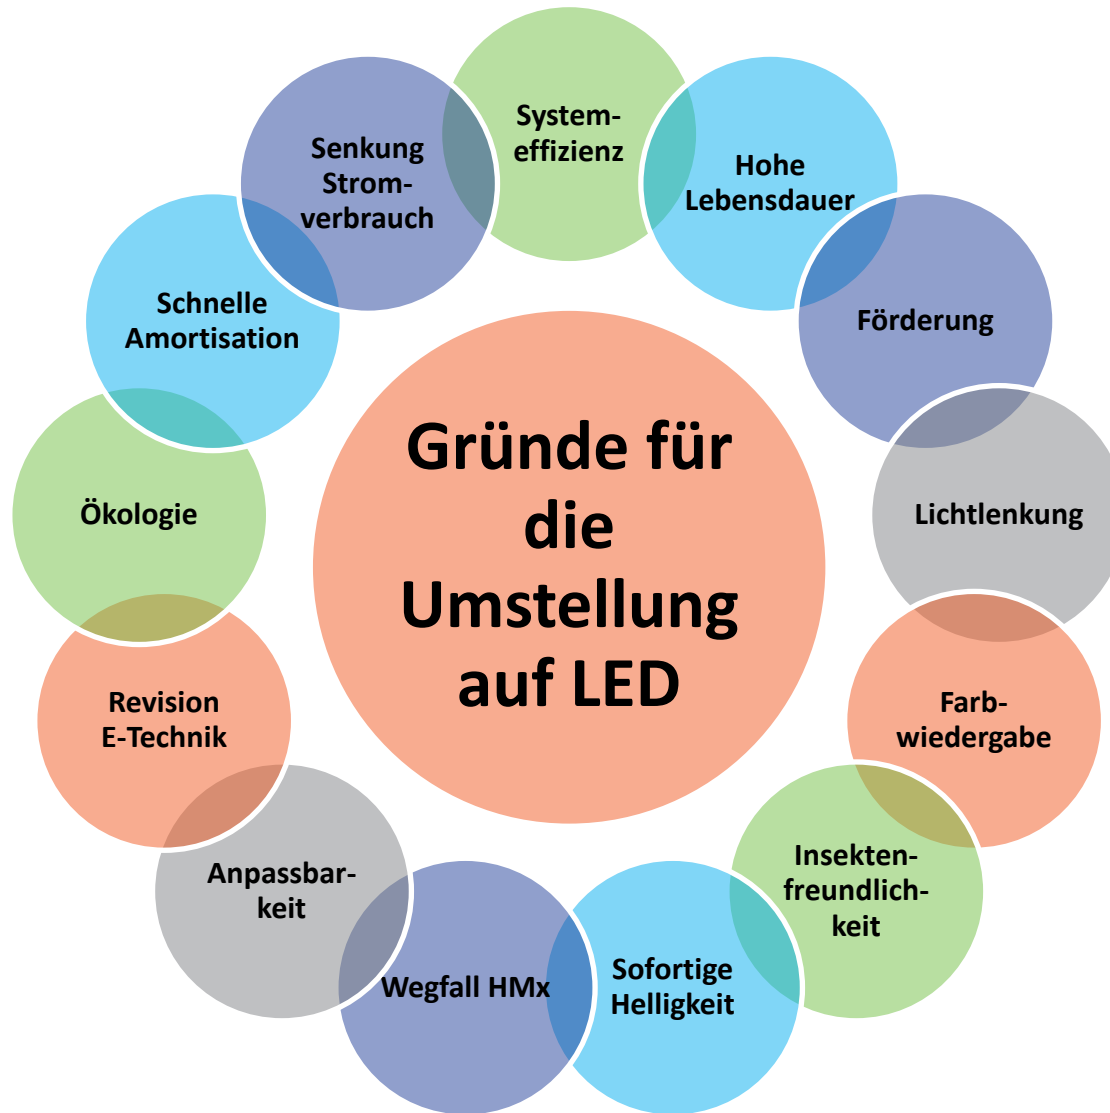 System-
effizienz
Hohe
Lebensdauer
Förderung
Lichtlenkung
Farb-
wiedergabe
Insekten-
freundlich-
keit
Sofortige
Helligkeit
Wegfall HMx
Anpassbar-
keit
Revision
E-Technik
Ökologie
Schnelle
Amortisation
Senkung
Strom-
verbrauch
Gründe für
die
Umstellung
auf LED